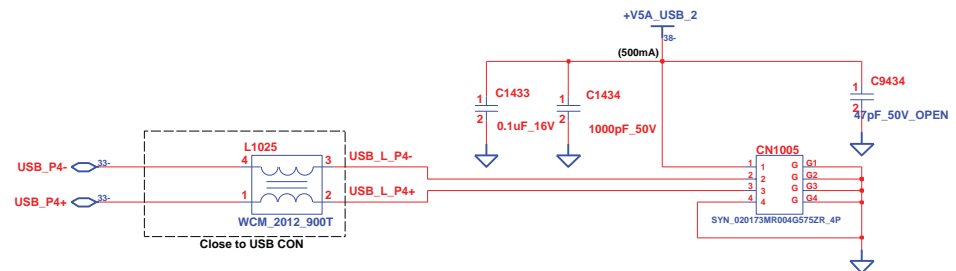 +V5A_USB_2
38-
(500mA)
C1433
1
2
0.1uF_16V
C1434
1
2
1000pF_50V
C9434
1
2
47pF_50V_OPEN
L1025
USB_P4-
33-
4
3
USB_L_P4-
USB_P4+
33-
1
2
USB_L_P4+
WCM_2012_900T
Close to USB CON
CN1005
1 1 G G1
2 2 G G2
3 3 G G3
4 4 G G4
SYN_020173MR004G575ZR_4P